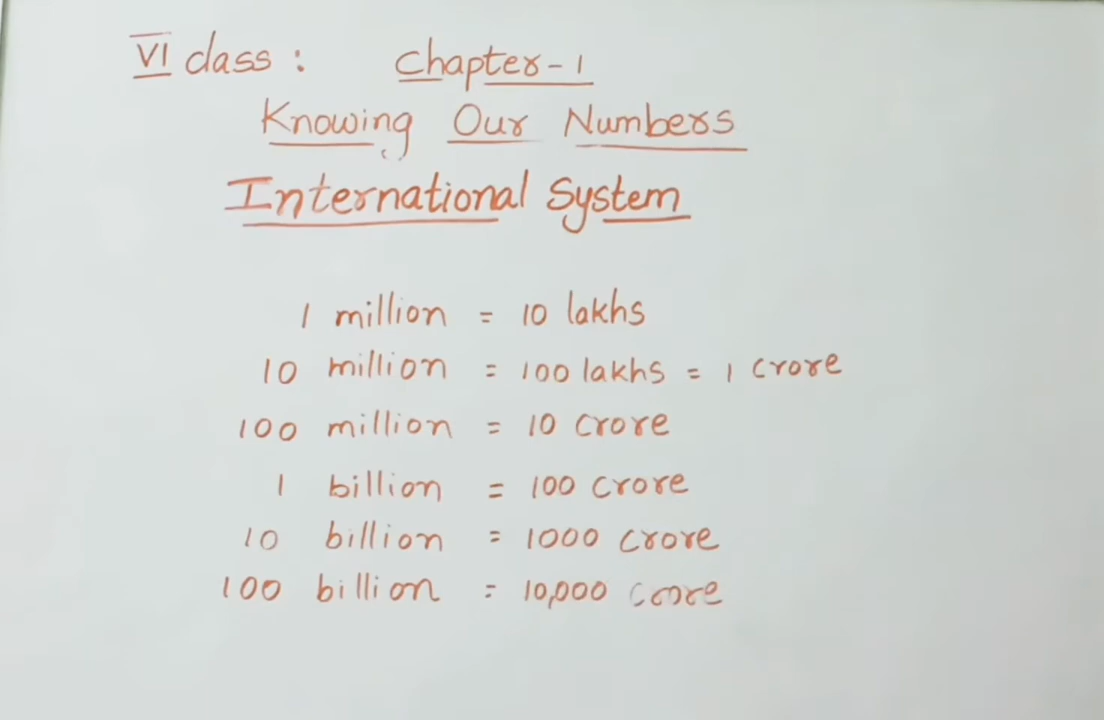 VI class : Chapter-1
Knowing Our Numbers
International System
1 million = 10 lakhs
10 million = 100 lakhs = 1 crore
100 million = 10 crore
1 billion = 100 crore
10 billion = 1000 crore
100 billion = 10,000 crore